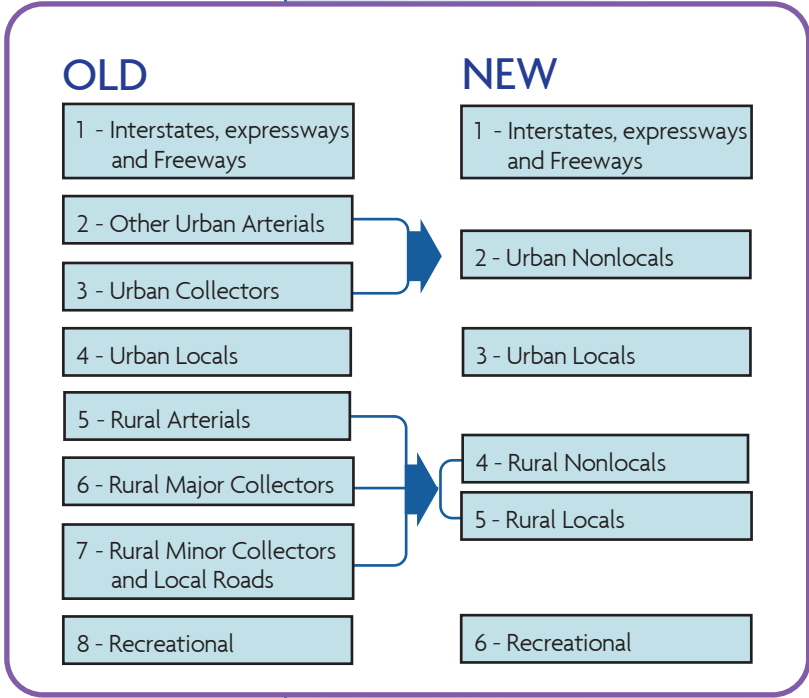 OLD
1 - Interstates, expressways
and Freeways
2 - Other Urban Arterials
3 - Urban Collectors
4 - Urban Locals
5 - Rural Arterials
6 - Rural Major Collectors
7 - Rural Minor Collectors
and Local Roads
8 - Recreational
NEW
1 - Interstates, expressways
and Freeways
2 - Urban Nonlocals
3 - Urban Locals
4 - Rural Nonlocals
5 - Rural Locals
6 - Recreational